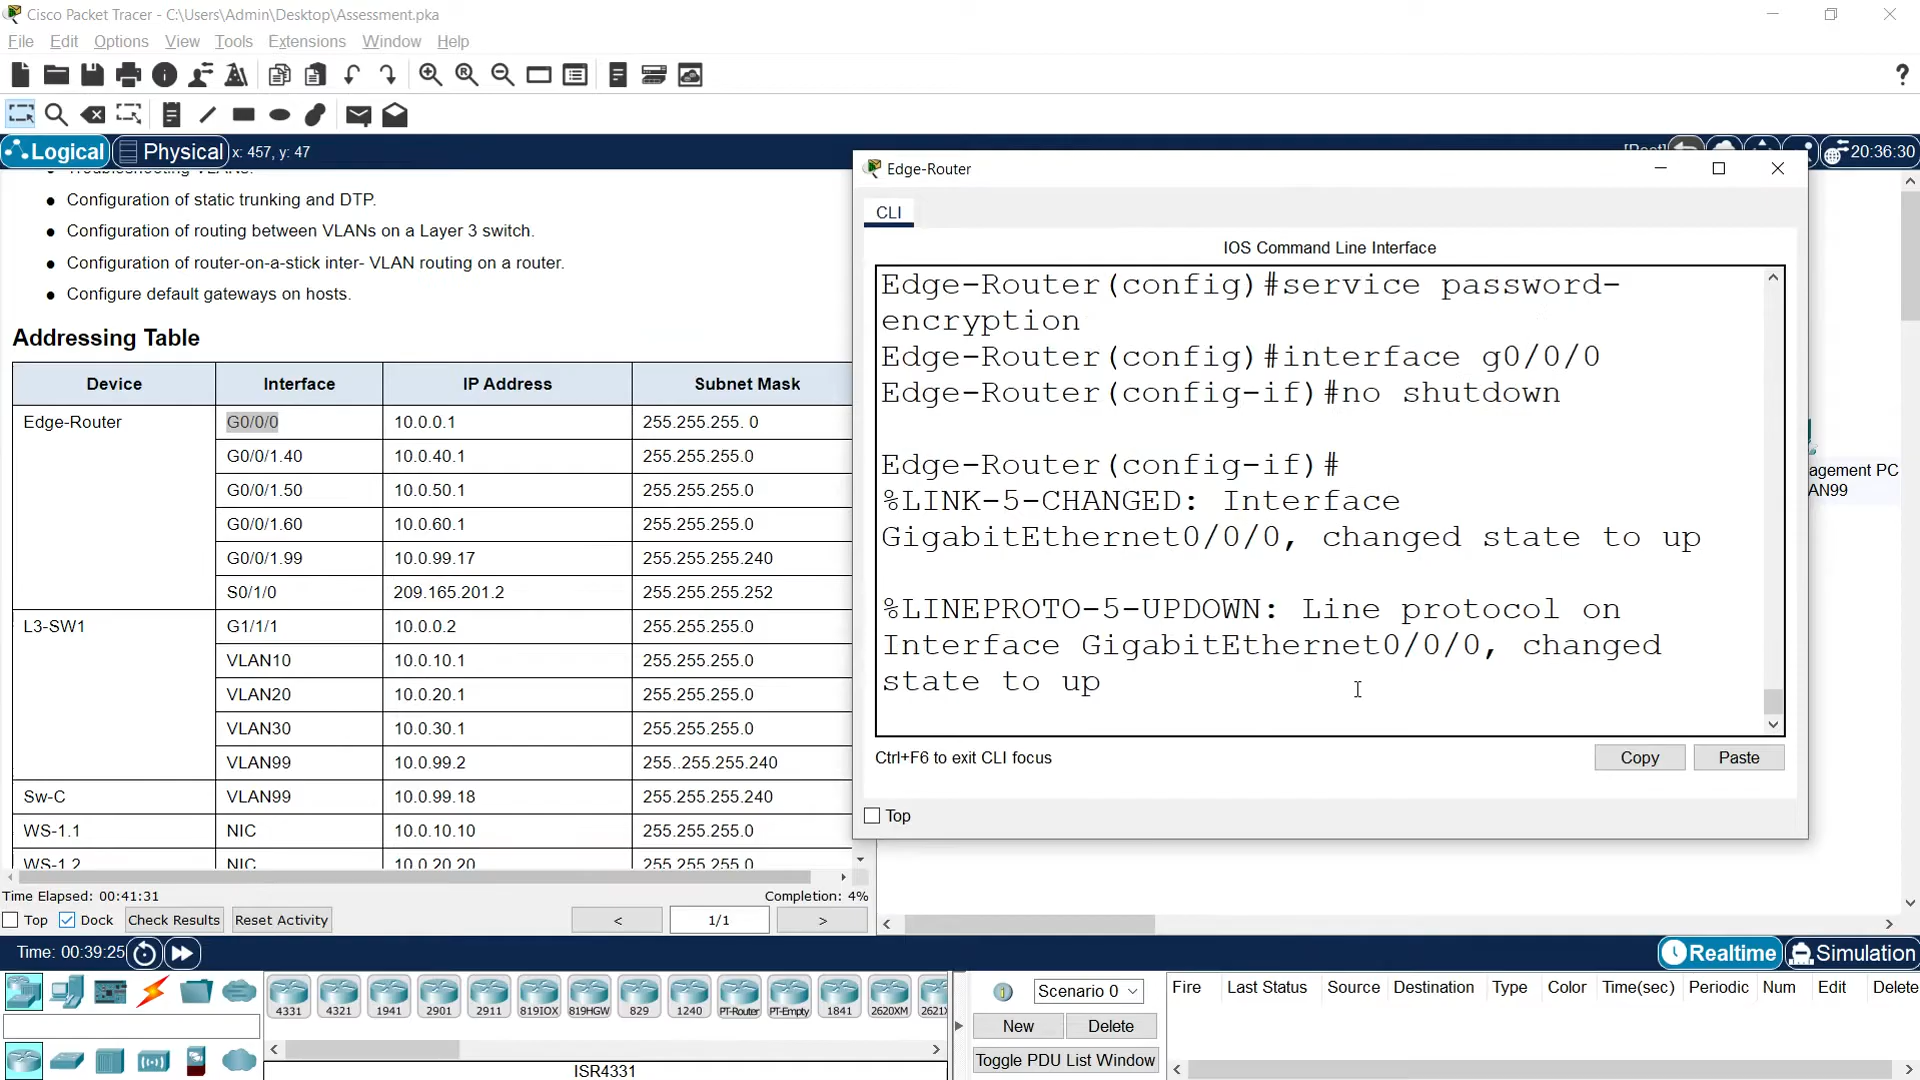 Cisco Packet Tracer - C:\Users\Admin\Desktop\Assessment.pka
File Edit Options View Tools Extensions Window Help
?
Logical Physical x: 457, y: 47
20:36:30
Troubleshooting VLANs.
Configuration of static trunking and DTP.
Configuration of routing between VLANs on a Layer 3 switch.
Configuration of router-on-a-stick inter- VLAN routing on a router.
Configure default gateways on hosts.
Addressing Table
Device Interface IP Address Subnet Mask
Edge-Router G0/0/0 10.0.0.1 255.255.255. 0
G0/0/1.40 10.0.40.1 255.255.255.0
G0/0/1.50 10.0.50.1 255.255.255.0
G0/0/1.60 10.0.60.1 255.255.255.0
G0/0/1.99 10.0.99.17 255.255.255.240
S0/1/0 209.165.201.2 255.255.255.252
L3-SW1 G1/1/1 10.0.0.2 255.255.255.0
VLAN10 10.0.10.1 255.255.255.0
VLAN20 10.0.20.1 255.255.255.0
VLAN30 10.0.30.1 255.255.255.0
VLAN99 10.0.99.2 255..255.255.240
Sw-C VLAN99 10.0.99.18 255.255.255.240
WS-1.1 NIC 10.0.10.10 255.255.255.0
WS-1.2 NIC 10.0.20.20 255.255.255.0
Time Elapsed: 00:41:31 Completion: 4%
Top Dock Check Results Reset Activity < 1/1 >
Edge-Router
CLI
IOS Command Line Interface
Edge-Router(config)#service password-
encryption
Edge-Router(config)#interface g0/0/0
Edge-Router(config-if)#no shutdown
Edge-Router(config-if)#
%LINK-5-CHANGED: Interface
GigabitEthernet0/0/0, changed state to up
%LINEPROTO-5-UPDOWN: Line protocol on
Interface GigabitEthernet0/0/0, changed
state to up
Ctrl+F6 to exit CLI focus Copy Paste
Top
agement PC
AN99
Time: 00:39:25 Realtime Simulation
4331 4321 1941 2901 2911 819IOX 819HGW 829 1240 PT-Router PT-Empty 1841 2620XM 2621X
ISR4331
Scenario 0
New Delete
Toggle PDU List Window
Fire Last Status Source Destination Type Color Time(sec) Periodic Num Edit Delete